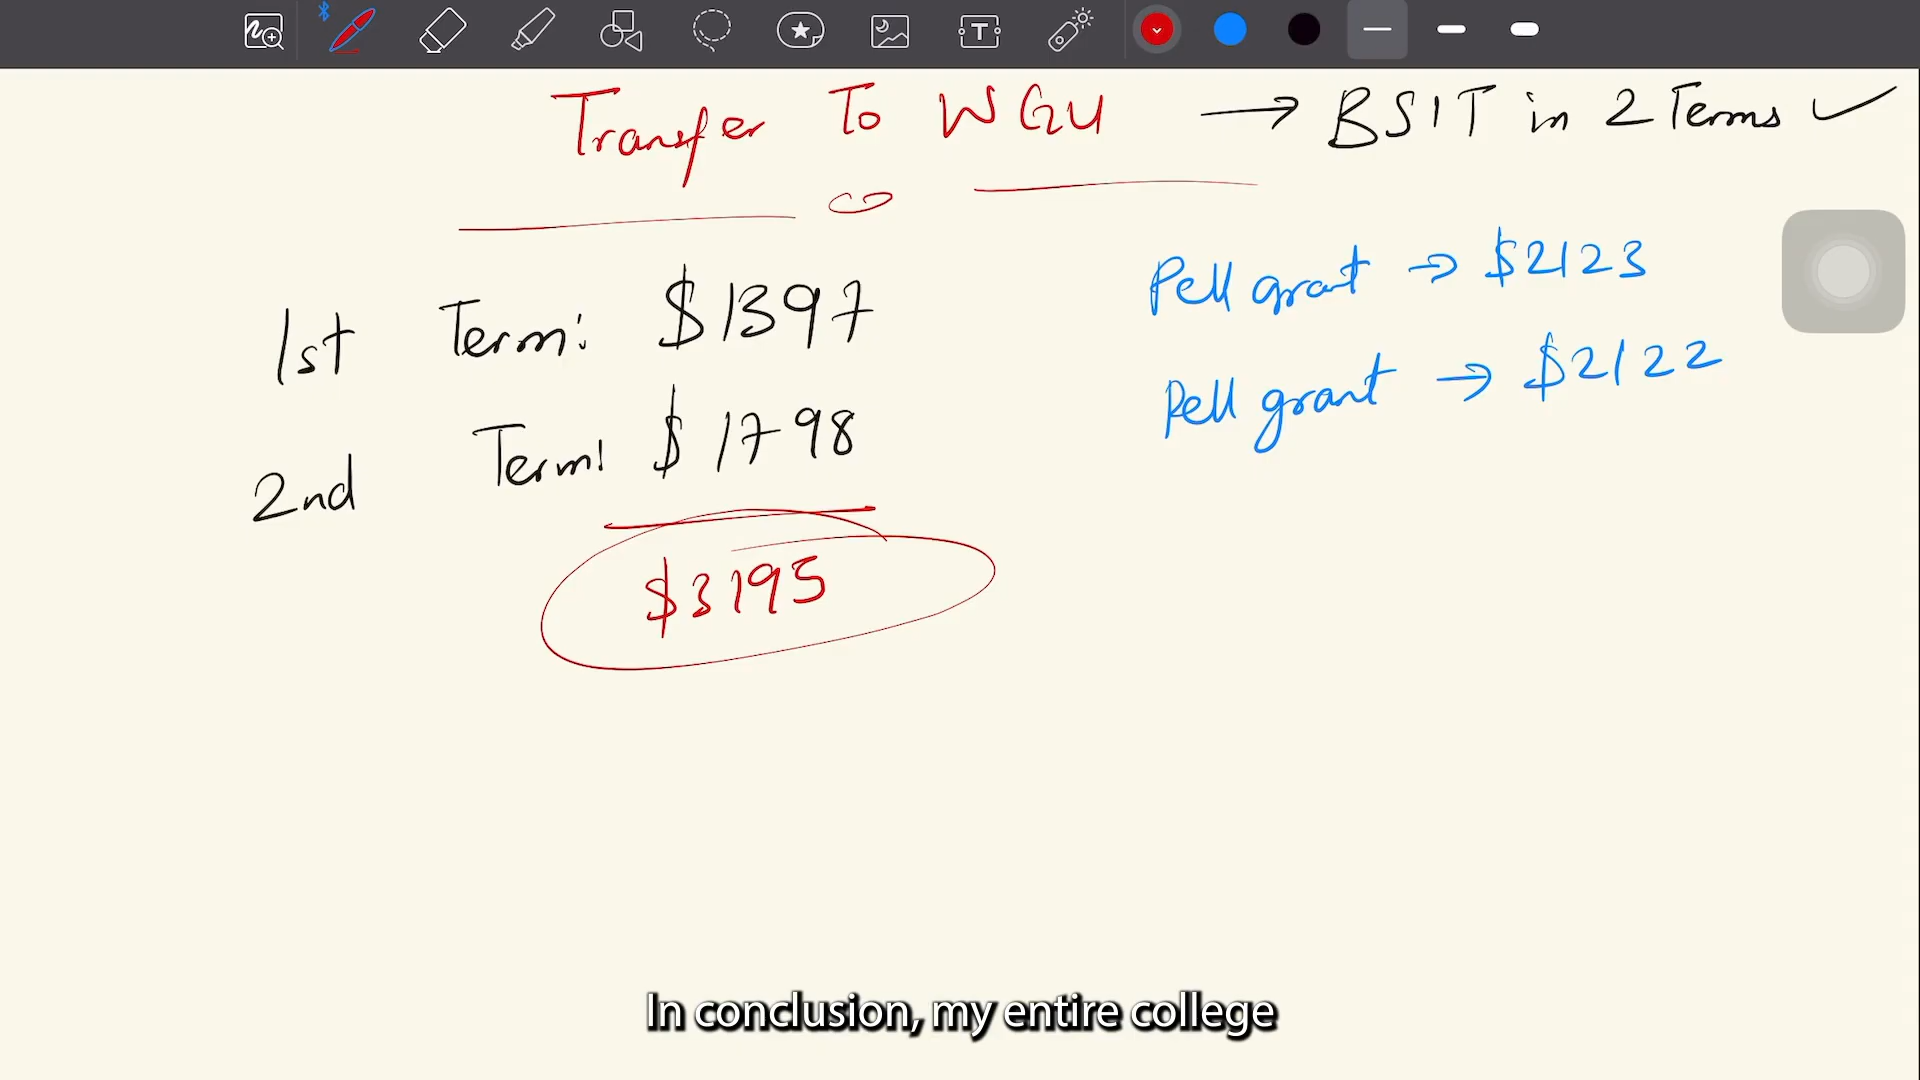 Transfer To WGU → BSIT in 2 Terms ✓
1st Term: $1397
Pell grant → $2123
2nd Term: $1798
Pell grant → $2122
$3195
In conclusion, my entire college